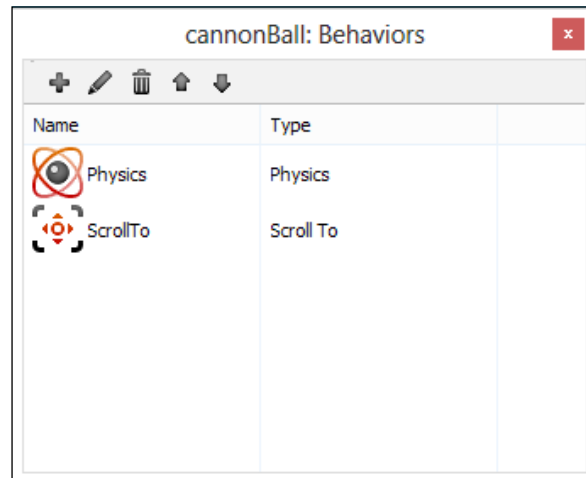 cannonBall: Behaviors
x
Name Type
Physics Physics
ScrollTo Scroll To